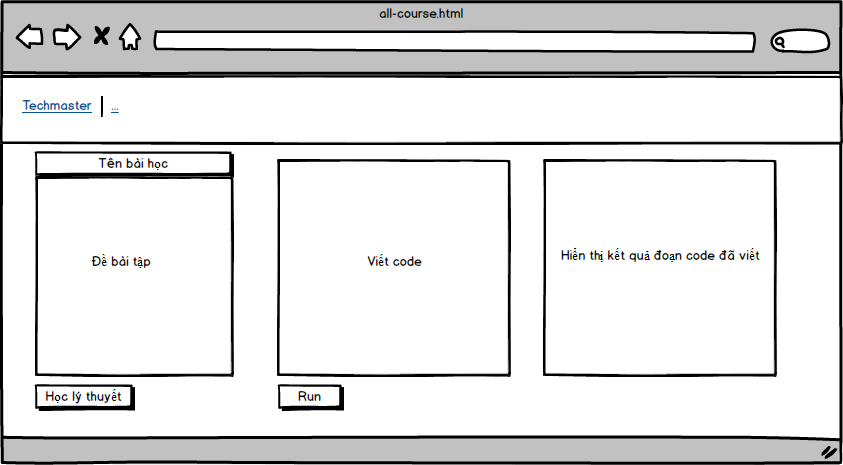 all-course.html
Techmaster ...
Tên bài học
Đề bài tập
Viết code
Hiển thị kết quả đoạn code đã viết
Học lý thuyết
Run